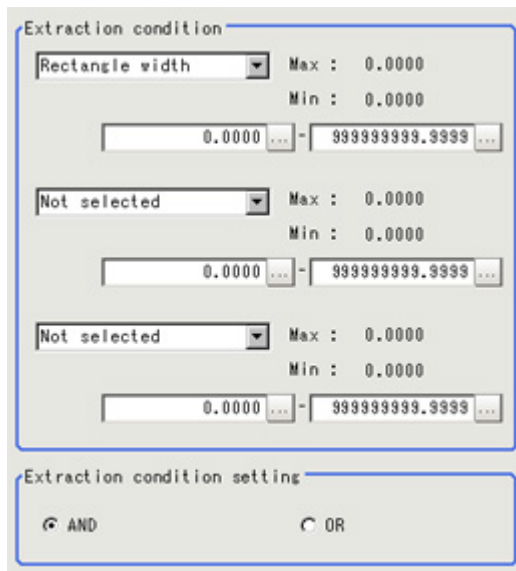 Extraction condition
Rectangle width Max : 0.0000
Min : 0.0000
0.0000 ... - 999999999.9999 ...
Not selected Max : 0.0000
Min : 0.0000
0.0000 ... - 999999999.9999 ...
Not selected Max : 0.0000
Min : 0.0000
0.0000 ... - 999999999.9999 ...
Extraction condition setting
AND OR